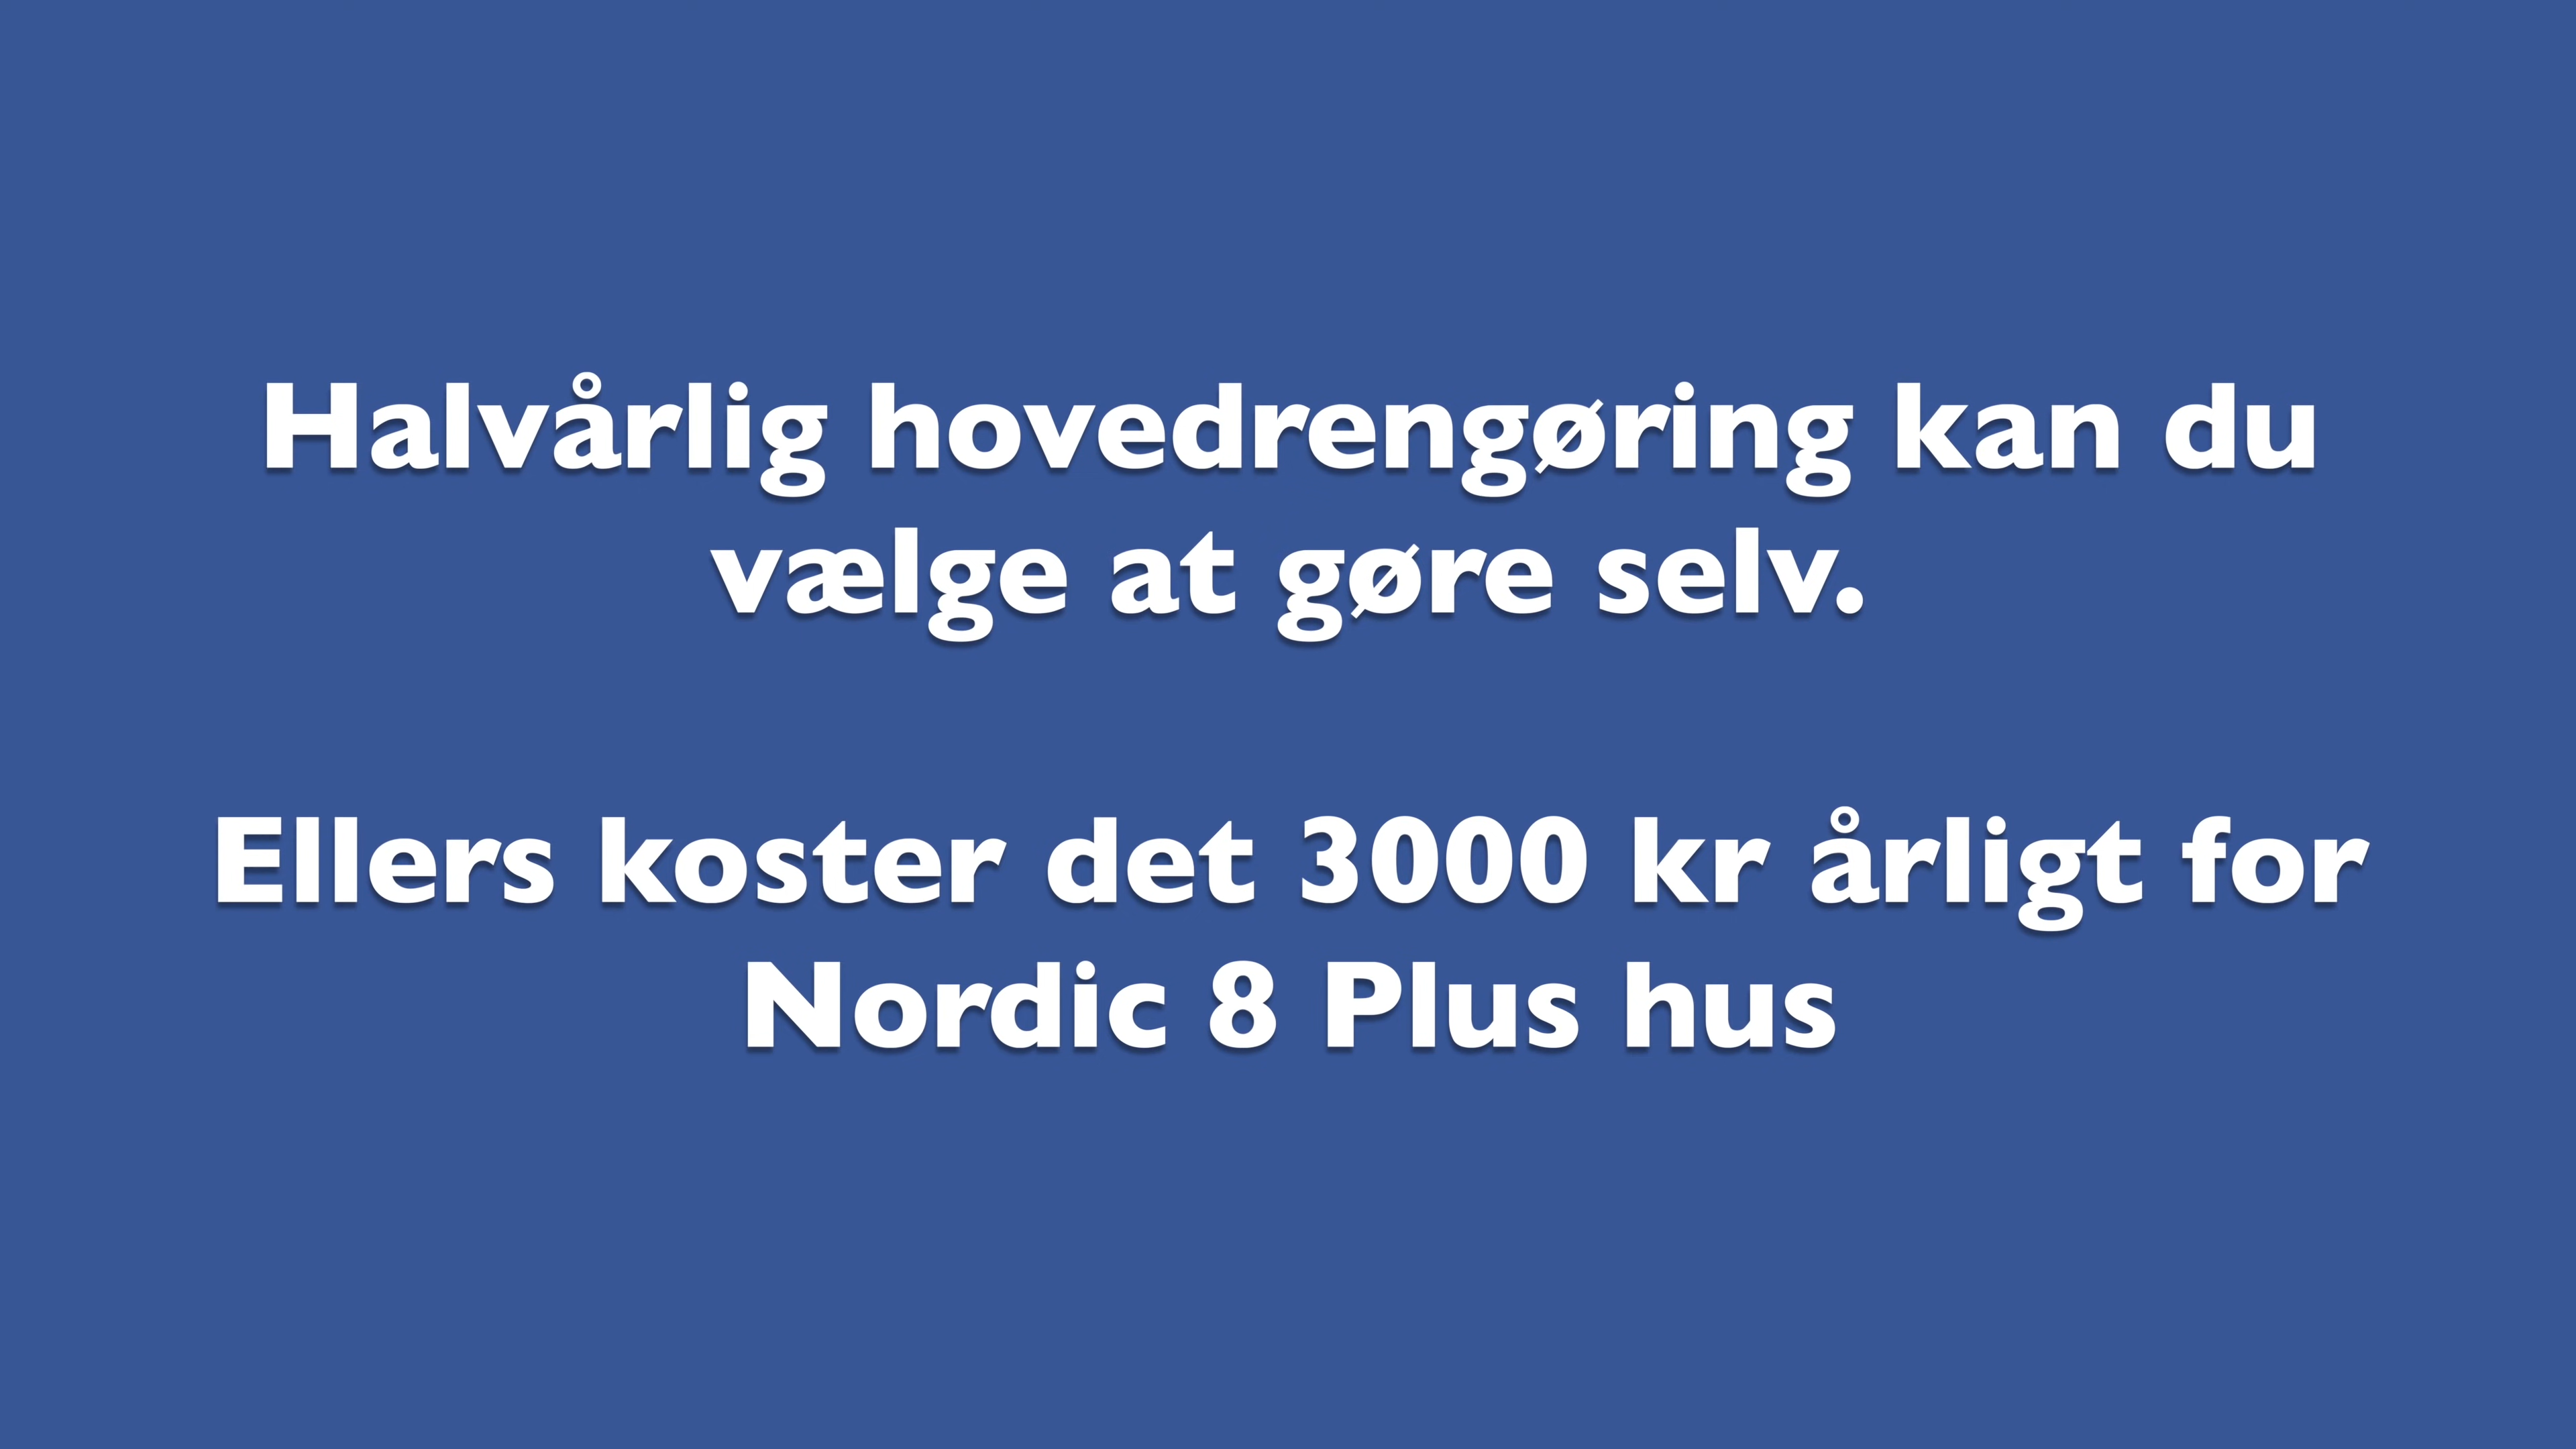 Halvårlig hovedrengøring kan du
vælge at gøre selv.
Ellers koster det 3000 kr årligt for
Nordic 8 Plus hus